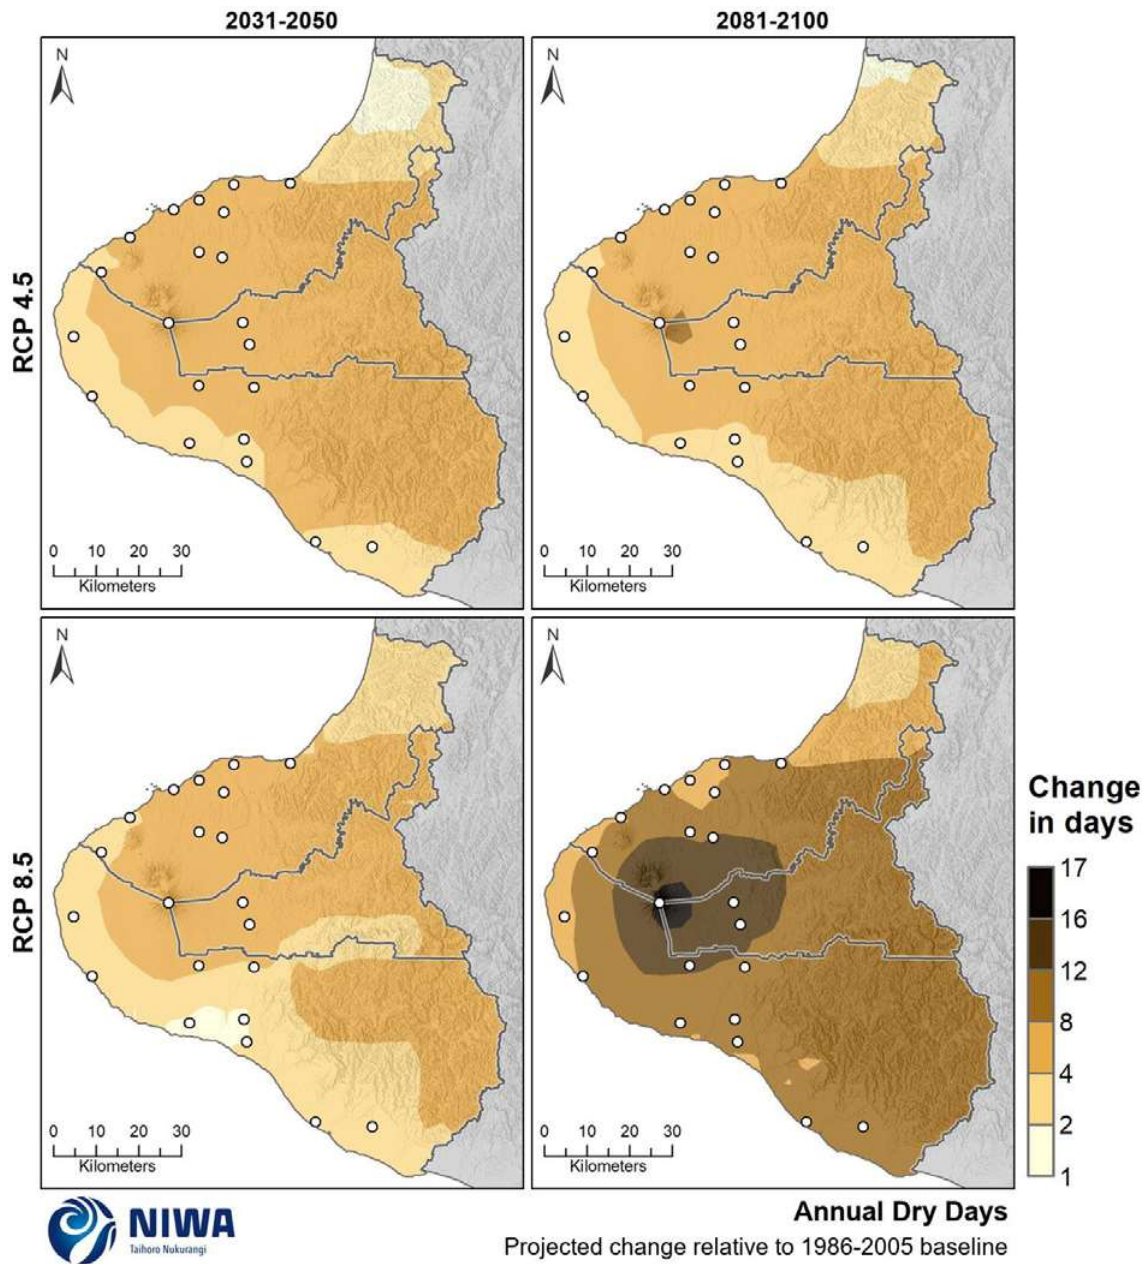 2031-2050
2081-2100
RCP 4.5
N
0 10 20 30
Kilometers
N
0 10 20 30
Kilometers
RCP 8.5
N
0 10 20 30
Kilometers
N
0 10 20 30
Kilometers
Change
in days
17
16
12
8
4
2
1
NIWA
Taihoro Nukurangi
Annual Dry Days
Projected change relative to 1986-2005 baseline